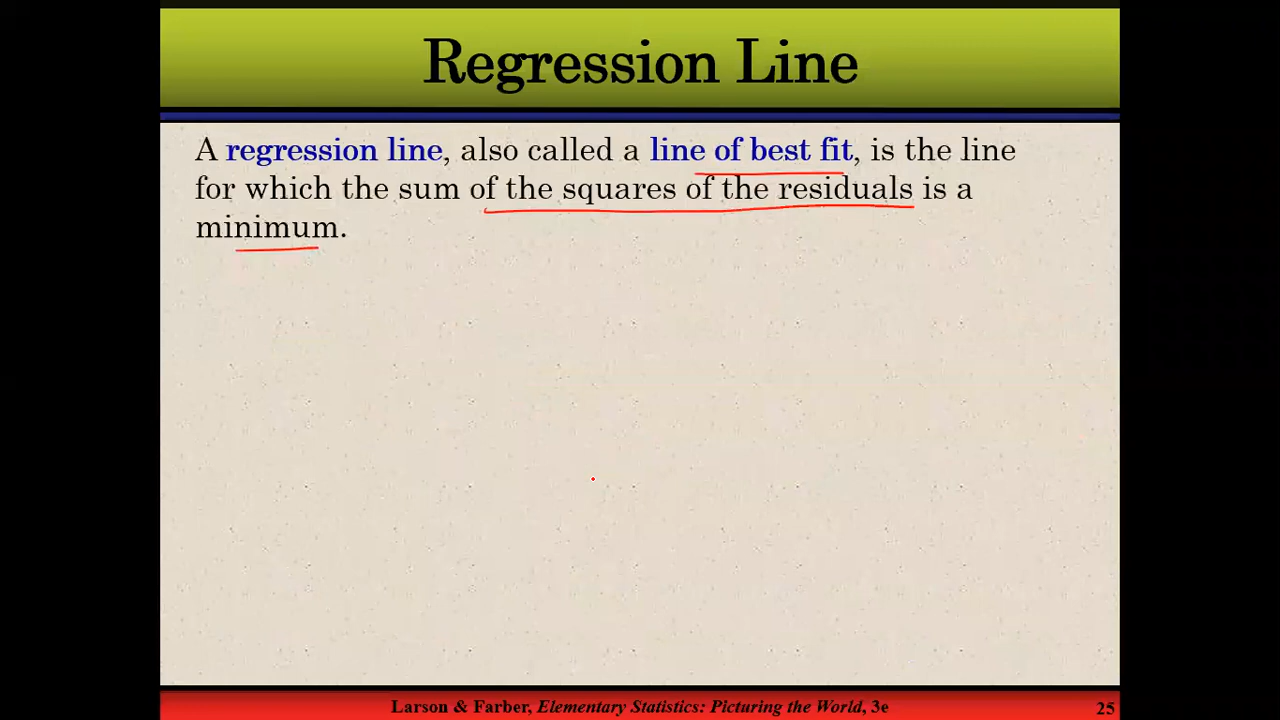 Regression Line
A regression line, also called a line of best fit, is the line
for which the sum of the squares of the residuals is a
minimum.
Larson & Farber, Elementary Statistics: Picturing the World, 3e
25